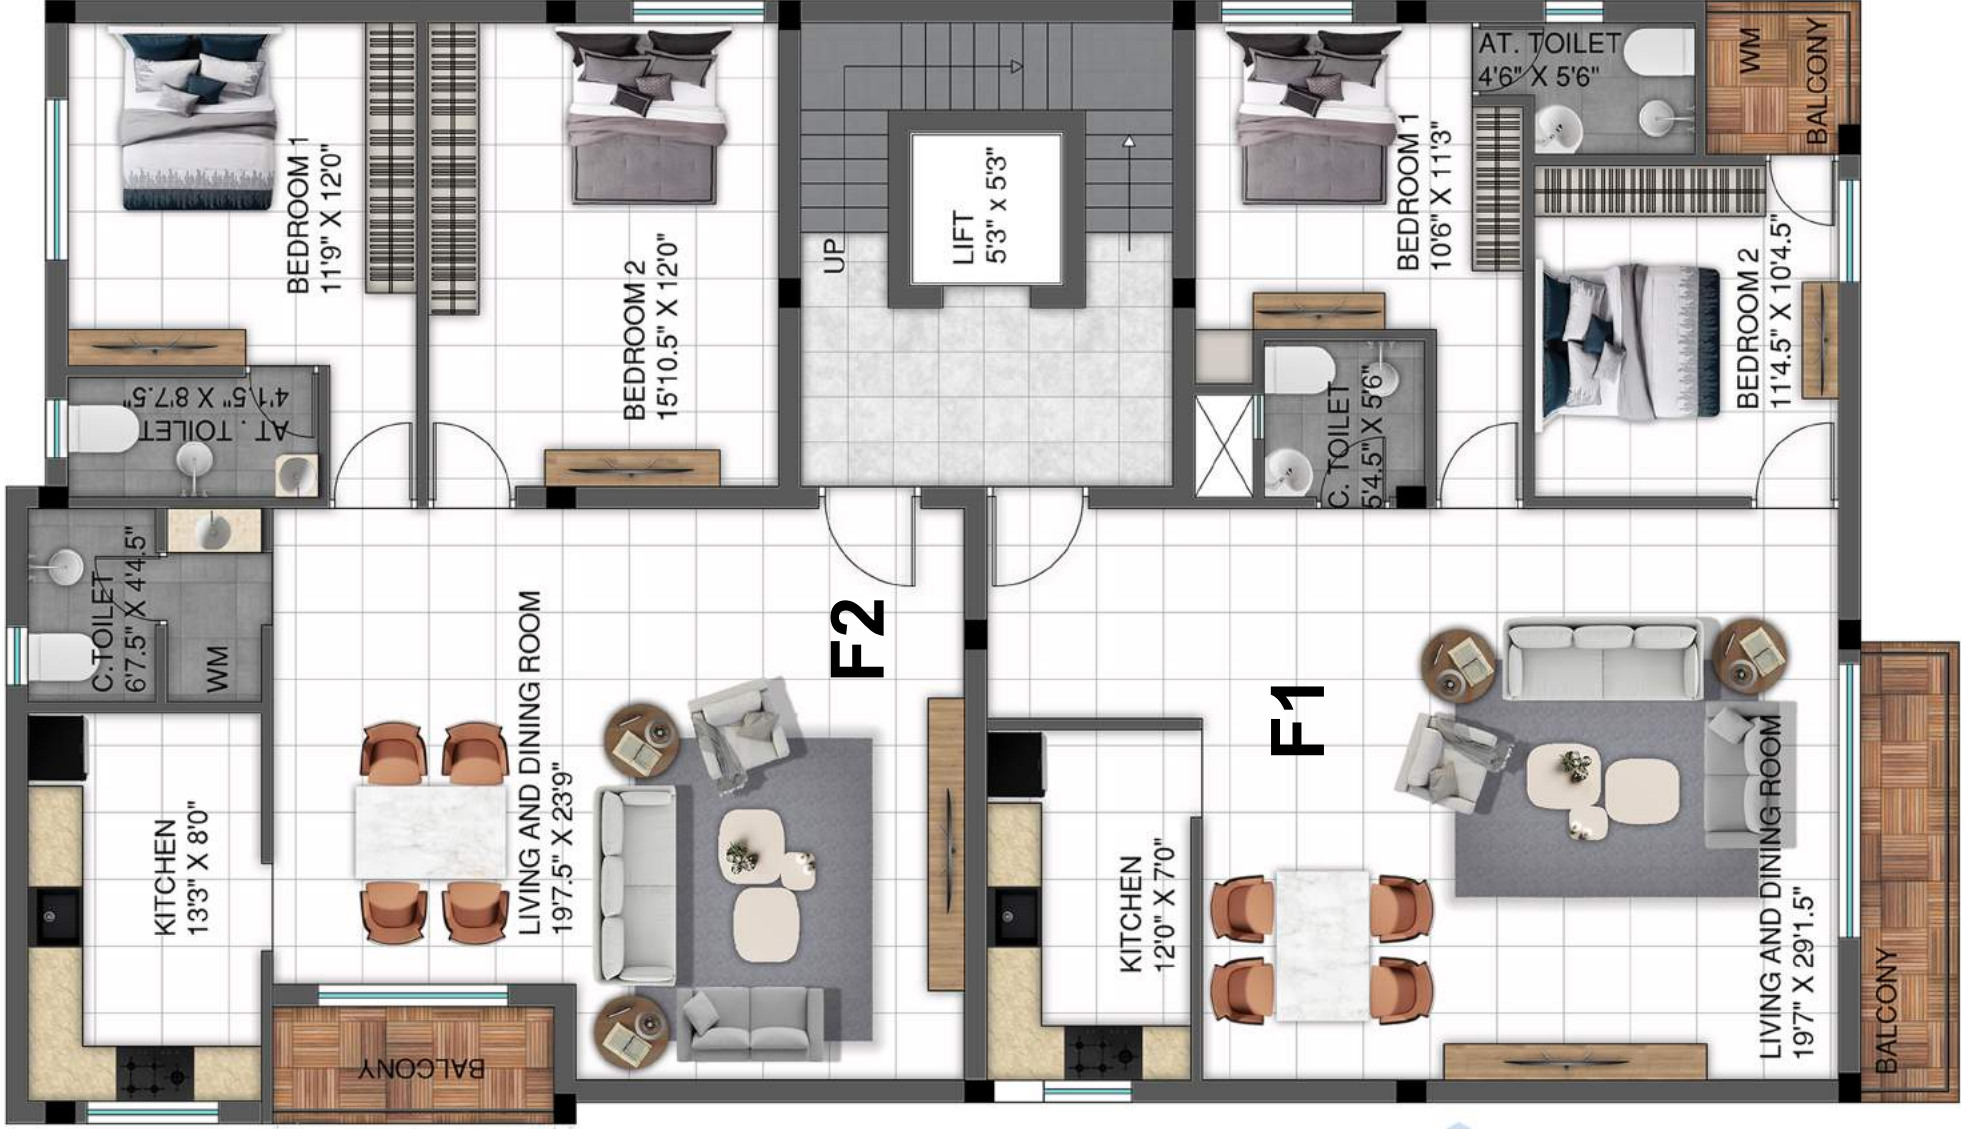 BEDROOM 1
11'9" X 12'0"
BEDROOM 2
15'10.5" X 12'0"
AT . TOILET
4'1.5" X 8'7.5"
C.TOILET
6'7.5" X 4'4.5"
WM
KITCHEN
13'3" X 8'0"
LIVING AND DINING ROOM
19'7.5" X 23'9"
BALCONY
F2
UP
LIFT
5'3" x 5'3"
BEDROOM 1
10'6" X 11'3"
AT. TOILET
4'6" X 5'6"
WM
BALCONY
BEDROOM 2
11'4.5" X 10'4.5"
C. TOILET
5'4.5" X 5'6"
F1
KITCHEN
12'0" X 7'0"
LIVING AND DINING ROOM
19'7" X 29'1.5"
BALCONY